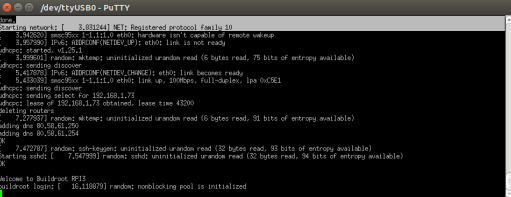 /dev/ttyUSB0 - PuTTY
done,
Starting network: [    3.831244] NET: Registered protocol family 10
[    3.942620] smsc95xx 1-1.1:1.0 eth0: hardware isn't capable of remote wakeup
[    3.957990] IPv6: ADDRCONF(NETDEV_UP): eth0: link is not ready
udhcpc: started, v1.25.1
[    3.999601] random: mktemp: uninitialized urandom read (6 bytes read, 75 bits of entropy available)
udhcpc: sending discover
[    5.417878] IPv6: ADDRCONF(NETDEV_CHANGE): eth0: link becomes ready
[    5.433039] smsc95xx 1-1.1:1.0 eth0: link up, 100Mbps, full-duplex, lpa 0xC5E1
udhcpc: sending discover
udhcpc: sending select for 192.168.1.73
udhcpc: lease of 192.168.1.73 obtained, lease time 43200
deleting routers
[    7.277937] random: mktemp: uninitialized urandom read (6 bytes read, 91 bits of entropy available)
adding dns 80.58.61.250
adding dns 80.58.61.254
OK
[    7.472787] random: ssh-keygen: uninitialized urandom read (32 bytes read, 93 bits of entropy available)
Starting sshd: [    7.547999] random: sshd: uninitialized urandom read (32 bytes read, 94 bits of entropy available)
OK
Welcome to Buildroot RPI3
buildroot login: [   16.118879] random: nonblocking pool is initialized